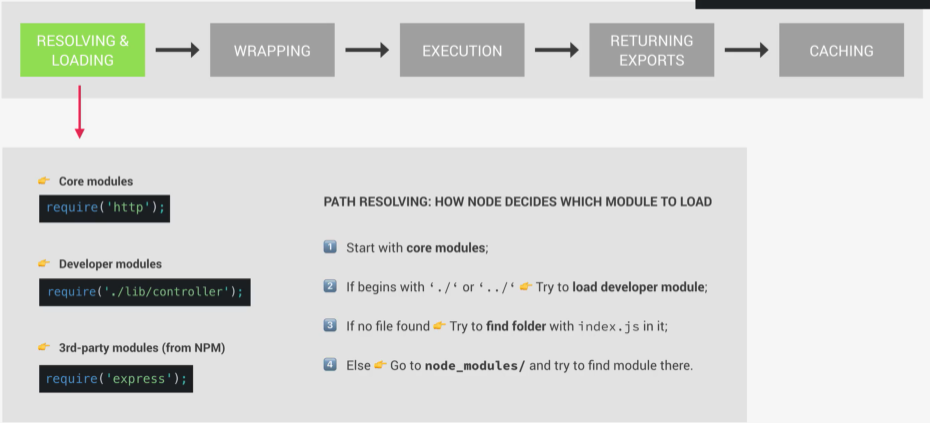 RESOLVING &
LOADING
WRAPPING
EXECUTION
RETURNING
EXPORTS
CACHING
👉 Core modules
require('http');
👉 Developer modules
require('./lib/controller');
👉 3rd-party modules (from NPM)
require('express');
PATH RESOLVING: HOW NODE DECIDES WHICH MODULE TO LOAD
1 Start with core modules;
2 If begins with ‘./‘ or ‘../‘ 👉 Try to load developer module;
3 If no file found 👉 Try to find folder with index.js in it;
4 Else 👉 Go to node_modules/ and try to find module there.